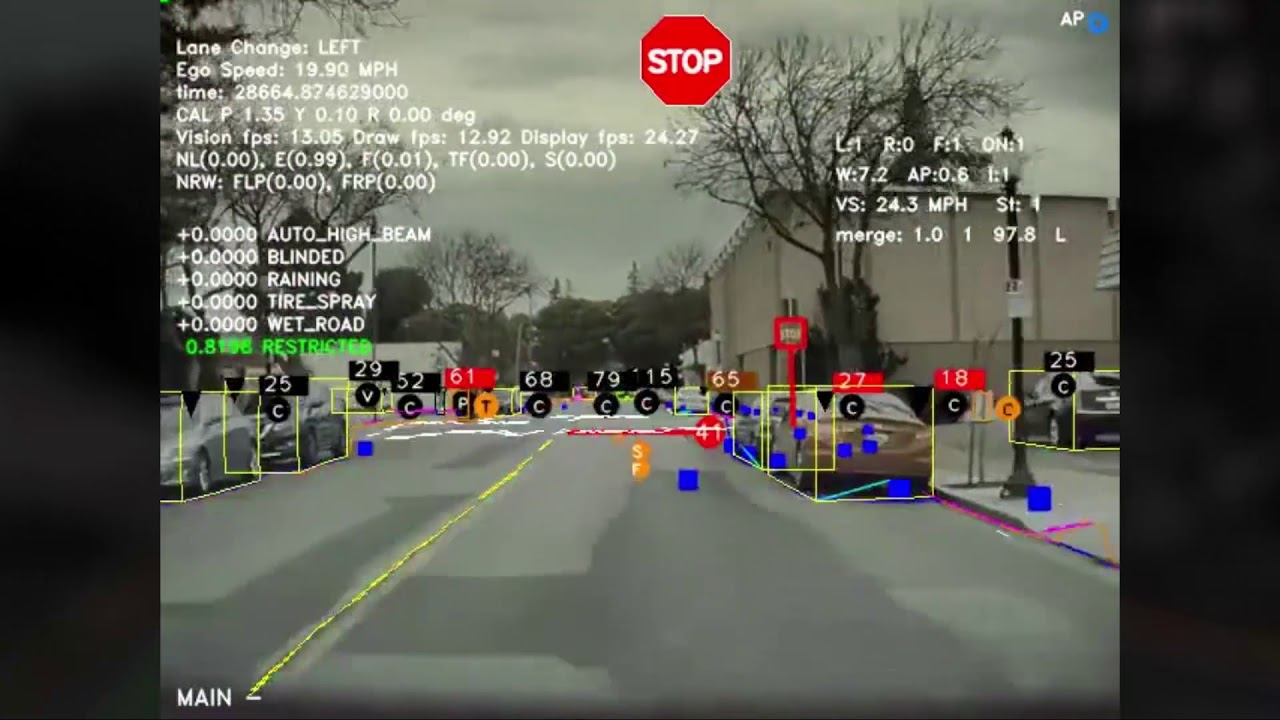 AP
STOP
Lane Change: LEFT
Ego Speed: 19.90 MPH
time: 28664.874629000
CAL P 1.35 Y 0.10 R 0.00 deg
Vision fps: 13.05 Draw fps: 12.92 Display fps: 24.27
NL(0.00), E(0.99), F(0.01), TF(0.00), S(0.00)
NRW: FLP(0.00), FRP(0.00)
L:1 R:0 F:1 ON:1
W:7.2 AP:0.6 I:1
VS: 24.3 MPH St: 1
merge: 1.0 1 97.8 L
+0.0000 AUTO_HIGH_BEAM
+0.0000 BLINDED
+0.0000 RAINING
+0.0000 TIRE_SPRAY
+0.0000 WET_ROAD
RESTRICTED
STOP
25 29 52 61 68 79 115 65 27 18 25
C V C P T C C C C C C C C
41
S
F
MAIN